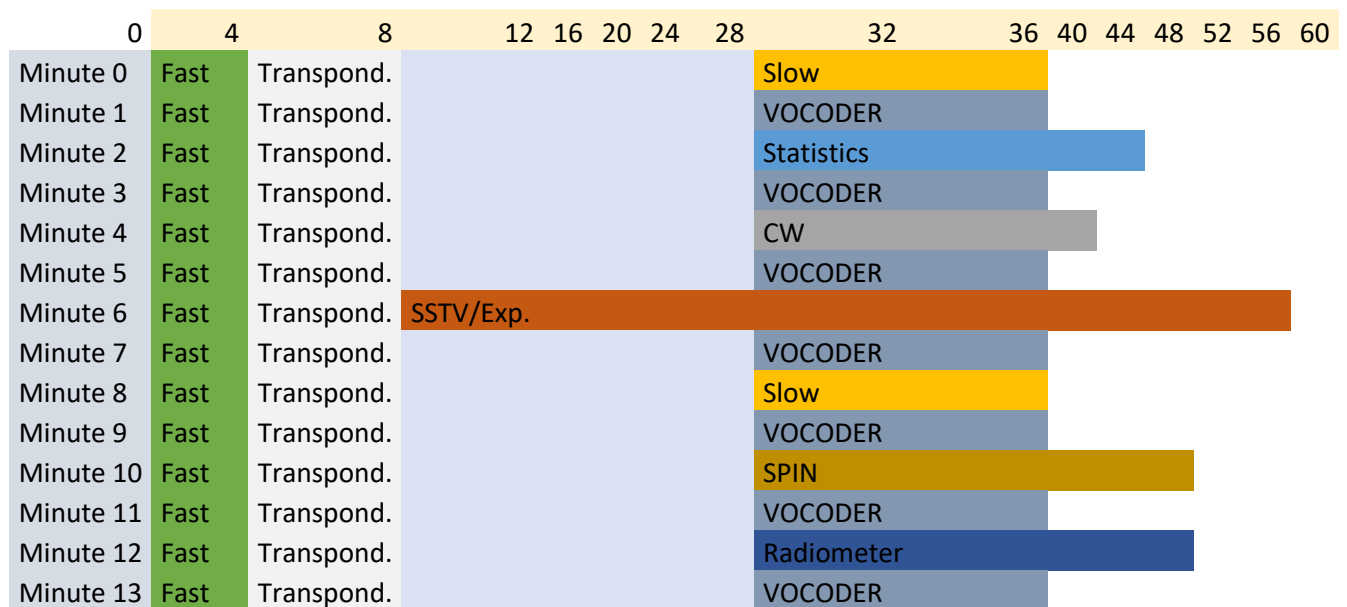 0 4 8 12 16 20 24 28 32 36 40 44 48 52 56 60
Minute 0 Fast Transpond. Slow
Minute 1 Fast Transpond. VOCODER
Minute 2 Fast Transpond. Statistics
Minute 3 Fast Transpond. VOCODER
Minute 4 Fast Transpond. CW
Minute 5 Fast Transpond. VOCODER
Minute 6 Fast Transpond. SSTV/Exp.
Minute 7 Fast Transpond. VOCODER
Minute 8 Fast Transpond. Slow
Minute 9 Fast Transpond. VOCODER
Minute 10 Fast Transpond. SPIN
Minute 11 Fast Transpond. VOCODER
Minute 12 Fast Transpond. Radiometer
Minute 13 Fast Transpond. VOCODER